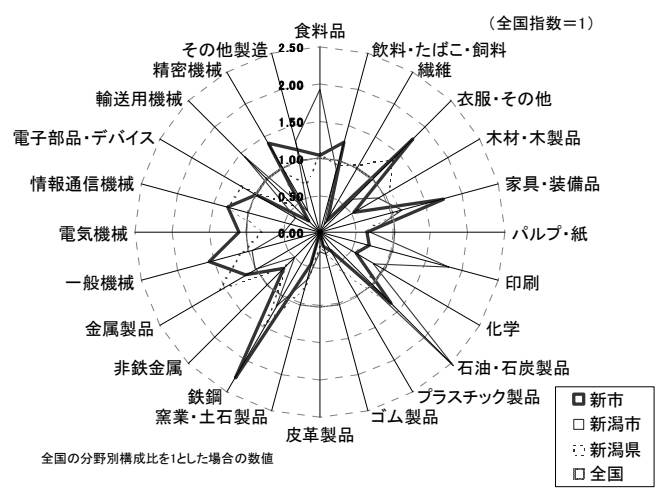 （全国指数＝1）
食料品
飲料・たばこ・飼料
繊維
衣服・その他
木材・木製品
家具・装備品
パルプ・紙
印刷
化学
石油・石炭製品
プラスチック製品
ゴム製品
皮革製品
窯業・土石製品
鉄鋼
非鉄金属
金属製品
一般機械
電気機械
情報通信機械
電子部品・デバイス
輸送用機械
精密機械
その他製造
2.50
2.00
1.50
1.00
0.50
0.00
新市
新潟市
新潟県
全国
全国の分野別構成比を1とした場合の数値